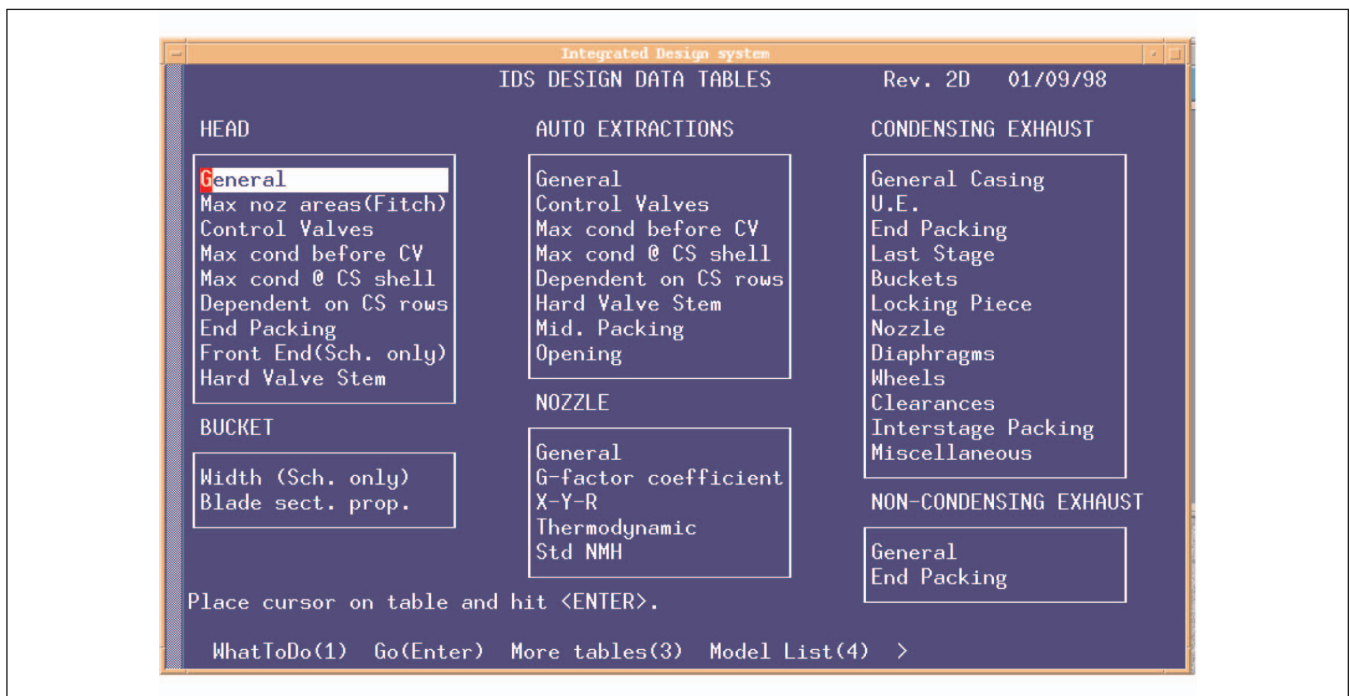 Integrated Design system
IDS DESIGN DATA TABLES Rev. 2D 01/09/98
HEAD
General
Max noz areas(Fitch)
Control Valves
Max cond before CV
Max cond @ CS shell
Dependent on CS rows
End Packing
Front End(Sch. only)
Hard Valve Stem
BUCKET
Width (Sch. only)
Blade sect. prop.
AUTO EXTRACTIONS
General
Control Valves
Max cond before CV
Max cond @ CS shell
Dependent on CS rows
Hard Valve Stem
Mid. Packing
Opening
NOZZLE
General
G-factor coefficient
X-Y-R
Thermodynamic
Std NMH
CONDENSING EXHAUST
General Casing
U.E.
End Packing
Last Stage
Buckets
Locking Piece
Nozzle
Diaphragms
Wheels
Clearances
Interstage Packing
Miscellaneous
NON-CONDENSING EXHAUST
General
End Packing
Place cursor on table and hit <ENTER>.
WhatToDo(1) Go(Enter) More tables(3) Model List(4) >